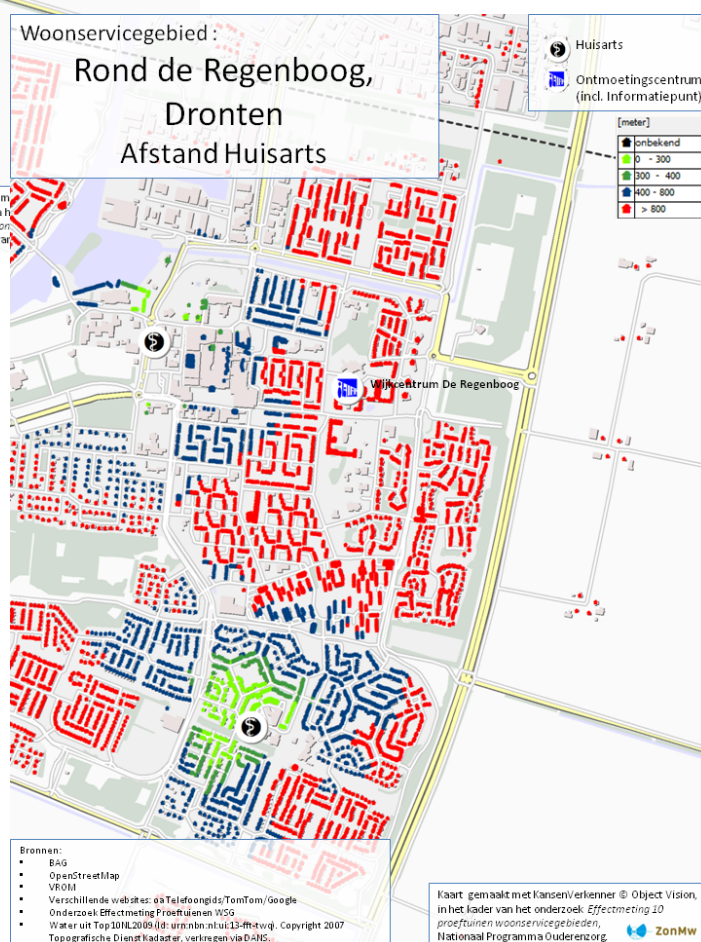 Woonservicegebied :
Rond de Regenboog,
Dronten
Afstand Huisarts
Huisarts
Ontmoetingscentrum
(incl. Informatiepunt)
[meter]
onbekend
0 - 300
300 - 400
400 - 800
> 800
Wijkcentrum De Regenboog
Bronnen:
▪ BAG
▪ OpenStreetMap
▪ VROM
▪ Verschillende websites: oa Telefoongids/TomTom/Google
▪ Onderzoek Effectmeting Proeftuienen WSG
▪ Water uit Top10NL2009 (Id: urn:nbn:nl:ui:13-fft-twq). Copyright 2007
Topografische Dienst Kadaster, verkregen via DANS.
Kaart gemaakt met KansenVerkenner © Object Vision,
in het kader van het onderzoek Effectmeting 10
proeftuinen woonservicegebieden,
Nationaal Programma Ouderenzorg.
ZonMw